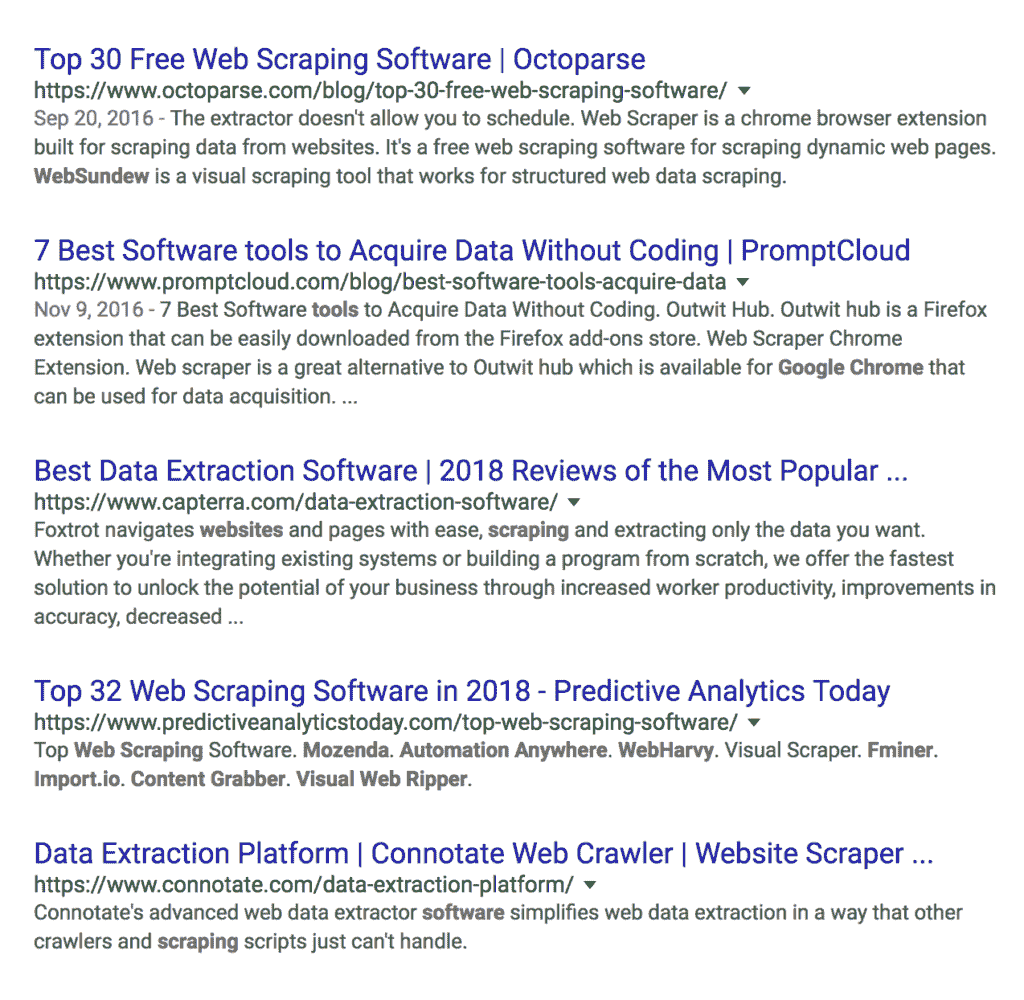 Top 30 Free Web Scraping Software | Octoparse
https://www.octoparse.com/blog/top-30-free-web-scraping-software/
Sep 20, 2016 - The extractor doesn't allow you to schedule. Web Scraper is a chrome browser extension
built for scraping data from websites. It's a free web scraping software for scraping dynamic web pages.
WebSundew is a visual scraping tool that works for structured web data scraping.
7 Best Software tools to Acquire Data Without Coding | PromptCloud
https://www.promptcloud.com/blog/best-software-tools-acquire-data
Nov 9, 2016 - 7 Best Software tools to Acquire Data Without Coding. Outwit Hub. Outwit hub is a Firefox
extension that can be easily downloaded from the Firefox add-ons store. Web Scraper Chrome
Extension. Web scraper is a great alternative to Outwit hub which is available for Google Chrome that
can be used for data acquisition. ...
Best Data Extraction Software | 2018 Reviews of the Most Popular ...
https://www.capterra.com/data-extraction-software/
Foxtrot navigates websites and pages with ease, scraping and extracting only the data you want.
Whether you're integrating existing systems or building a program from scratch, we offer the fastest
solution to unlock the potential of your business through increased worker productivity, improvements in
accuracy, decreased ...
Top 32 Web Scraping Software in 2018 - Predictive Analytics Today
https://www.predictiveanalyticstoday.com/top-web-scraping-software/
Top Web Scraping Software. Mozenda. Automation Anywhere. WebHarvy. Visual Scraper. Fminer.
Import.io. Content Grabber. Visual Web Ripper.
Data Extraction Platform | Connotate Web Crawler | Website Scraper ...
https://www.connotate.com/data-extraction-platform/
Connotate's advanced web data extractor software simplifies web data extraction in a way that other
crawlers and scraping scripts just can't handle.